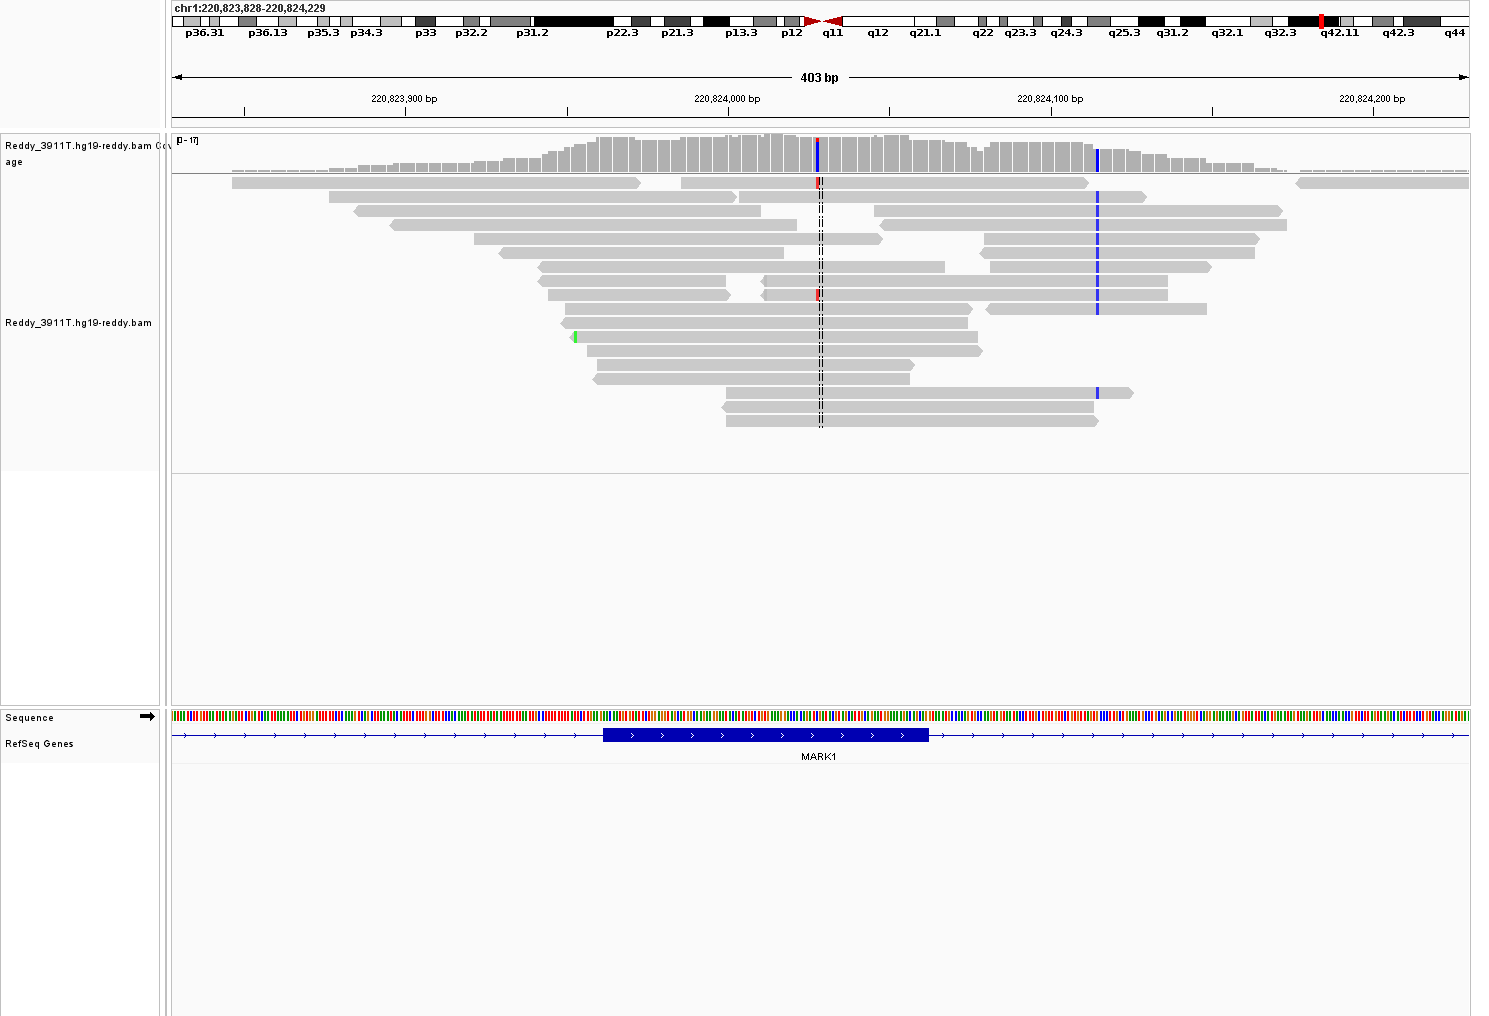 chr1:220,823,828-220,824,229
p36.31 p36.13 p35.3 p34.3 p33 p32.2 p31.2 p22.3 p21.3 p13.3 p12 q11 q12 q21.1 q22 q23.3 q24.3 q25.3 q31.2 q32.1 q32.3 q42.11 q42.3 q44
403 bp
220,823,900 bp 220,824,000 bp 220,824,100 bp 220,824,200 bp
[0 - 17]
Reddy_3911T.hg19-reddy.bam Cov
age
Reddy_3911T.hg19-reddy.bam
Sequence
RefSeq Genes
MARK1